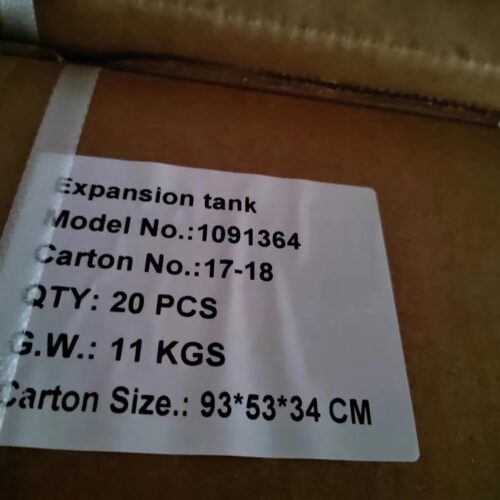 Expansion tank
Model No.:1091364
Carton No.:17-18
QTY: 20 PCS
G.W.: 11 KGS
Carton Size.: 93*53*34 CM